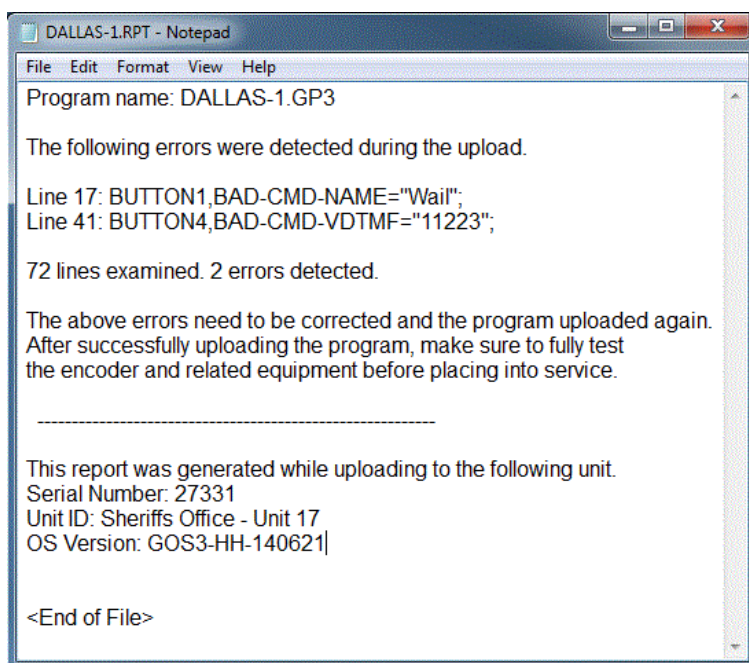 DALLAS-1.RPT - Notepad
File Edit Format View Help
Program name: DALLAS-1.GP3
The following errors were detected during the upload.
Line 17: BUTTON1,BAD-CMD-NAME="Wail";
Line 41: BUTTON4,BAD-CMD-VDTMF="11223";
72 lines examined. 2 errors detected.
The above errors need to be corrected and the program uploaded again.
After successfully uploading the program, make sure to fully test
the encoder and related equipment before placing into service.
------------------------------------------------------------
This report was generated while uploading to the following unit.
Serial Number: 27331
Unit ID: Sheriffs Office - Unit 17
OS Version: GOS3-HH-140621
<End of File>